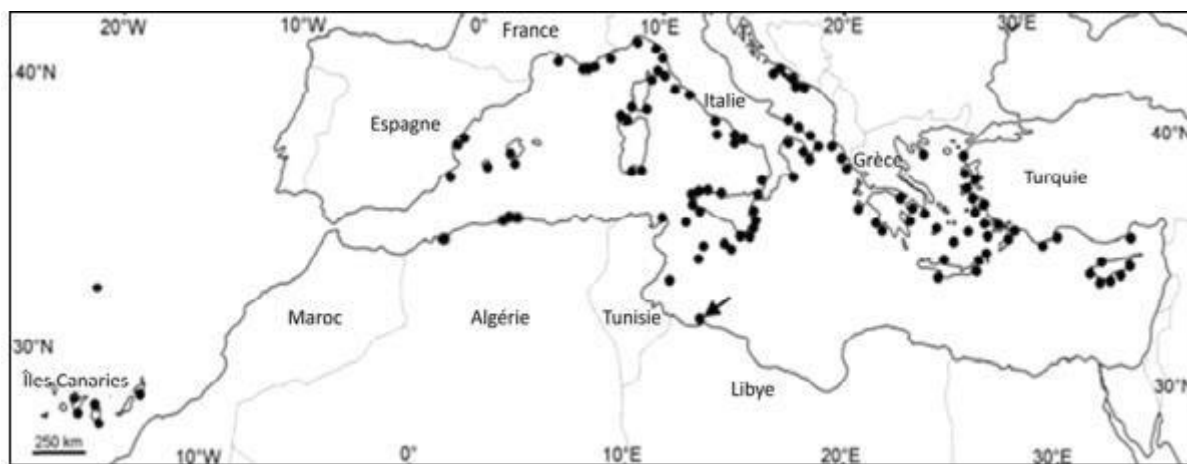 20°W 10°W 0° 10°E 20°E 30°E
France
40°N
Italie
Espagne
40°N
Grèce
Turquie
Maroc
Algérie
Tunisie
30°N
Îles Canaries
30°N
Libye
250 km
10°W 0° 10°E 20°E 30°E